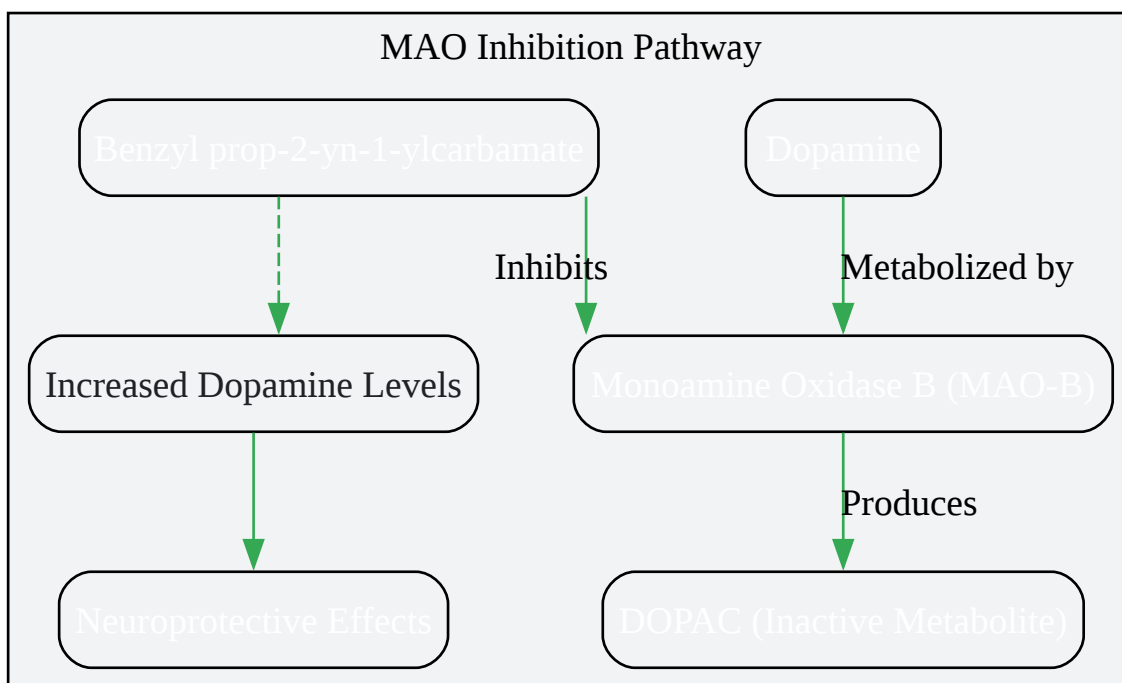 MAO Inhibition Pathway
Benzyl prop-2-yn-1-ylcarbamate
Dopamine
Inhibits
Metabolized by
Increased Dopamine Levels
Monoamine Oxidase B (MAO-B)
Produces
Neuroprotective Effects
DOPAC (Inactive Metabolite)